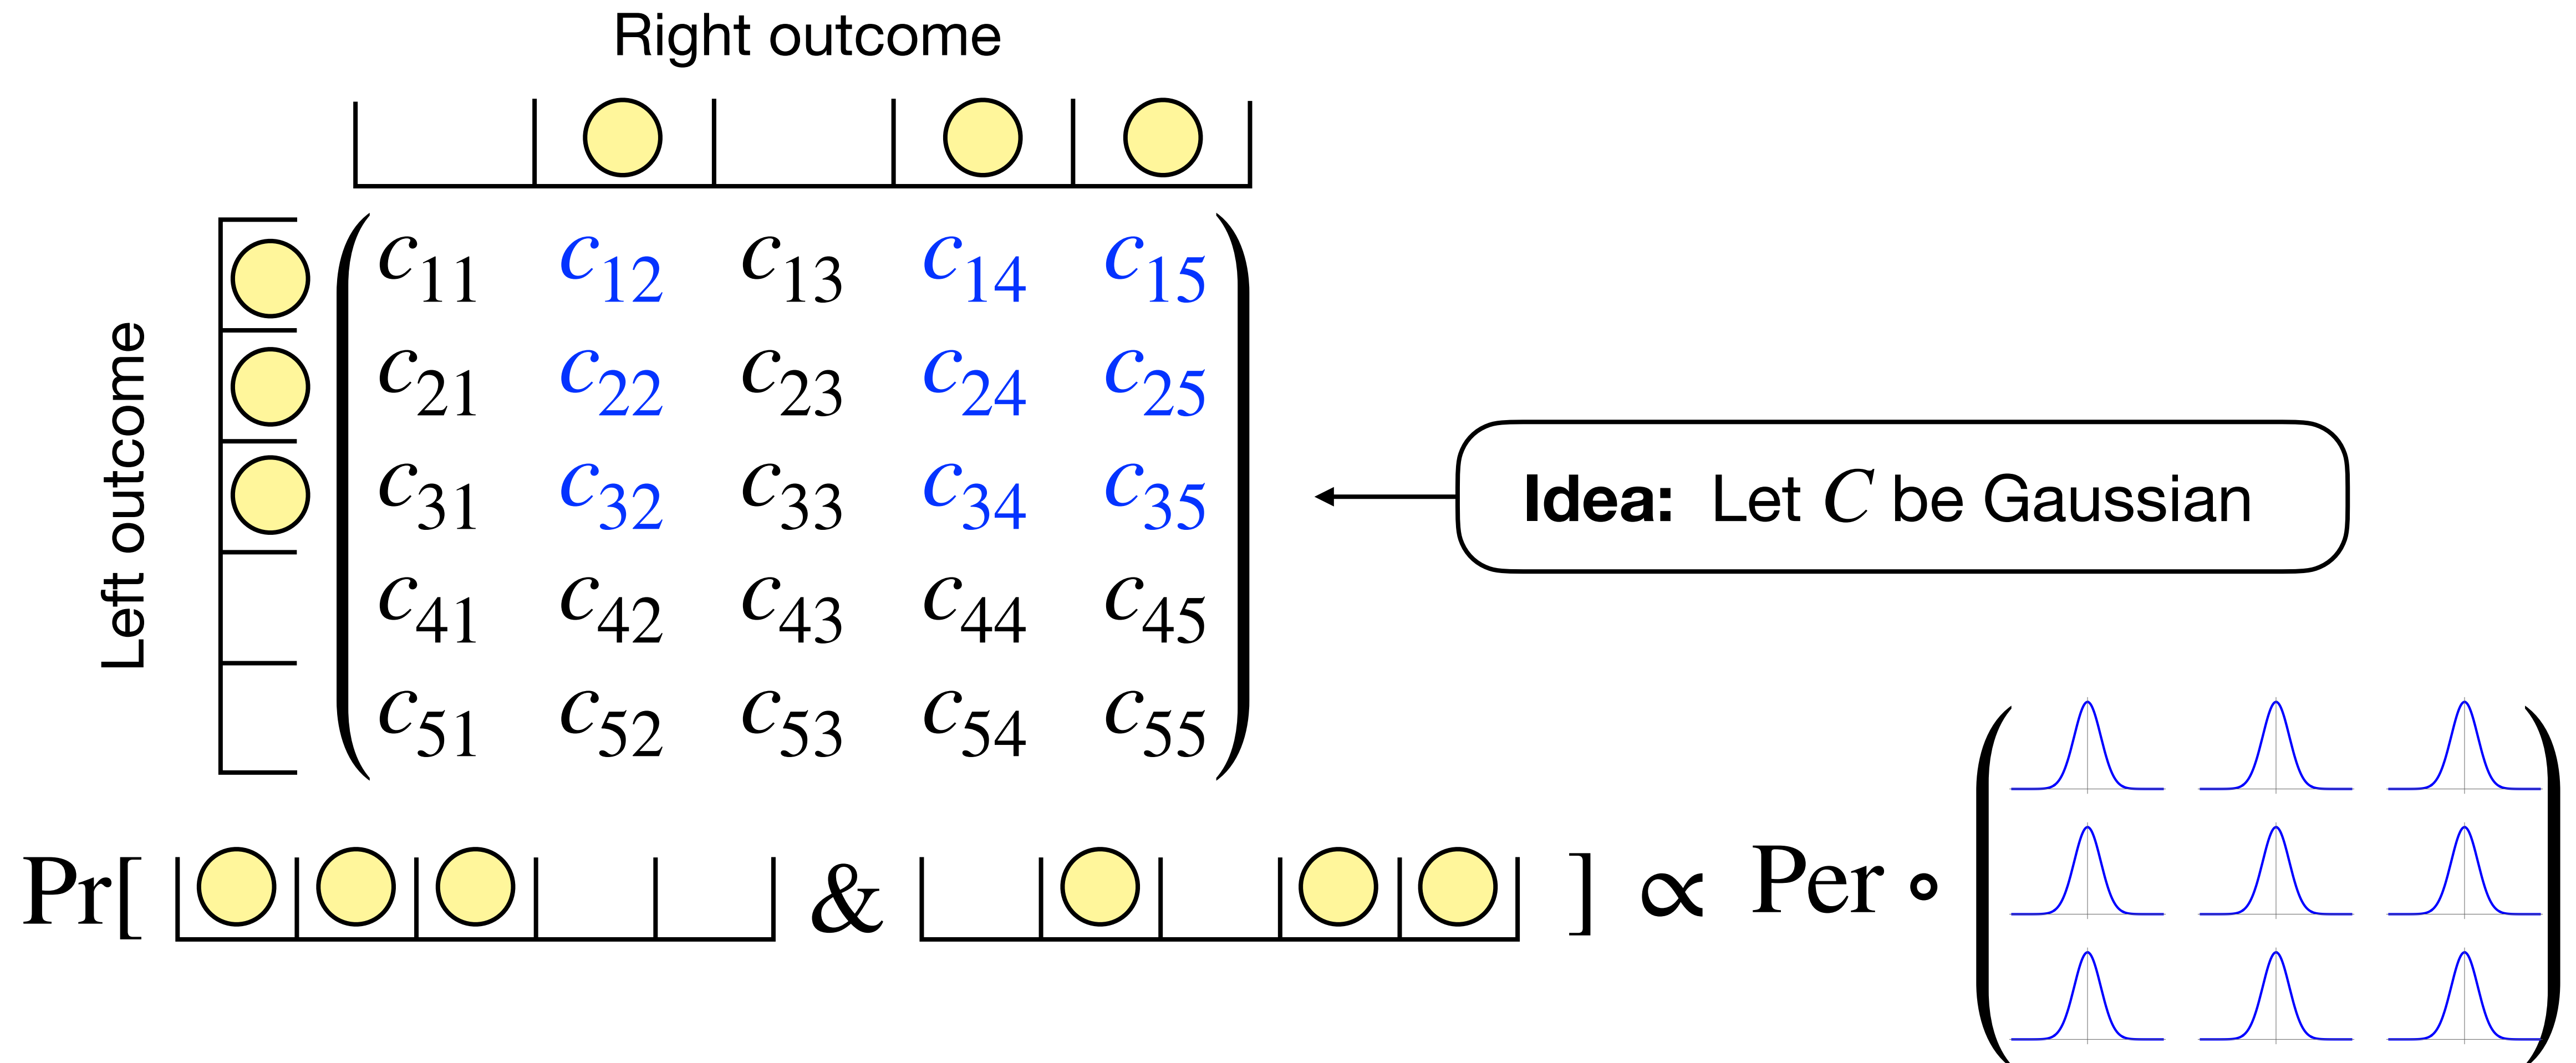 Right outcome
Left outcome
c11 c12 c13 c14 c15
c21 c22 c23 c24 c25
c31 c32 c33 c34 c35
c41 c42 c43 c44 c45
c51 c52 c53 c54 c55
Idea: Let C be Gaussian
Pr[ & ] ∝ Per ∘